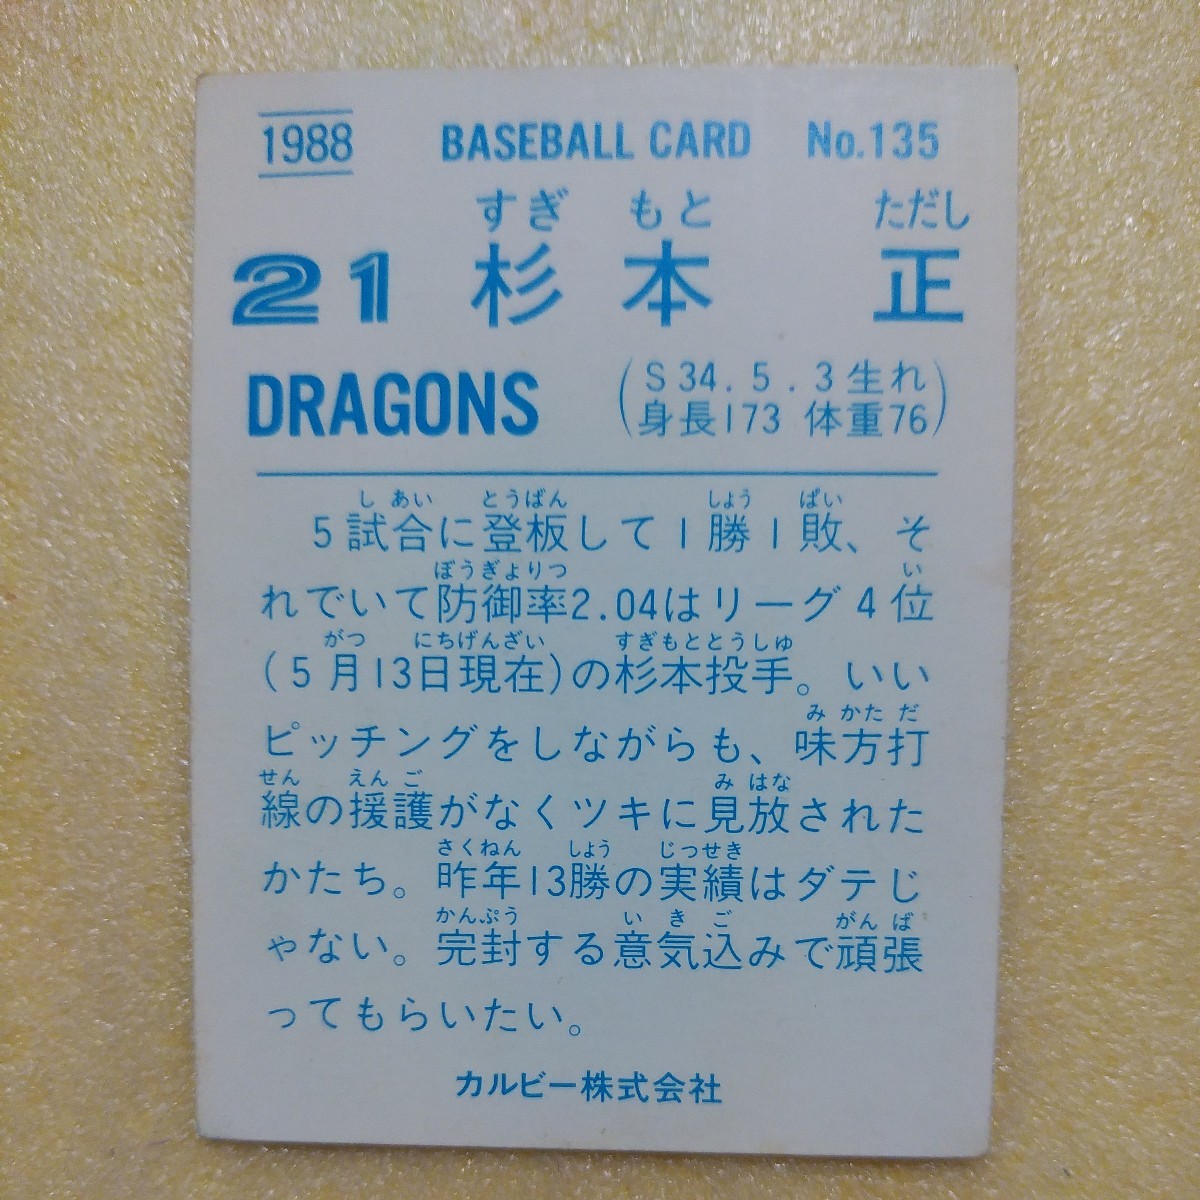 1988 BASEBALL CARD No.135
すぎ もと ただし
21 杉本 正
DRAGONS
(S34.5.3生れ
身長173 体重76)
し あい とうばん しょう ぱい
5試合に登板して1勝1敗、そ
ぼうぎょりつ い
れでいて防御率2.04はリーグ4位
がつ にちげんざい すぎもととうしゅ
(5月13日現在)の杉本投手。いい
み かた だ
ピッチングをしながらも、味方打
せん えん ご み はな
線の援護がなくツキに見放された
さくねん しょう じっせき
かたち。昨年13勝の実績はダテじ
かんぷう い き ご がん ば
ゃない。完封する意気込みで頑張
ってもらいたい。
カルビー株式会社